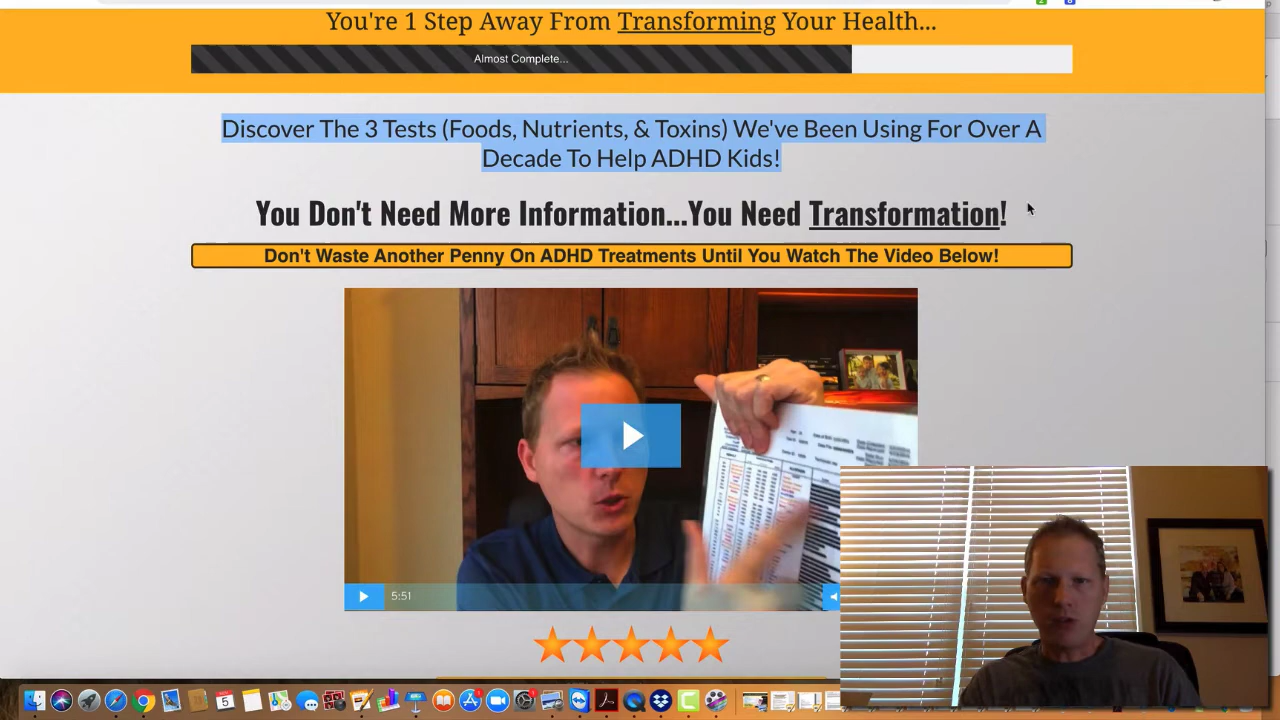 You're 1 Step Away From Transforming Your Health...
Almost Complete...
Discover The 3 Tests (Foods, Nutrients, & Toxins) We've Been Using For Over A
Decade To Help ADHD Kids!
You Don't Need More Information...You Need Transformation!
Don't Waste Another Penny On ADHD Treatments Until You Watch The Video Below!
5:51
5